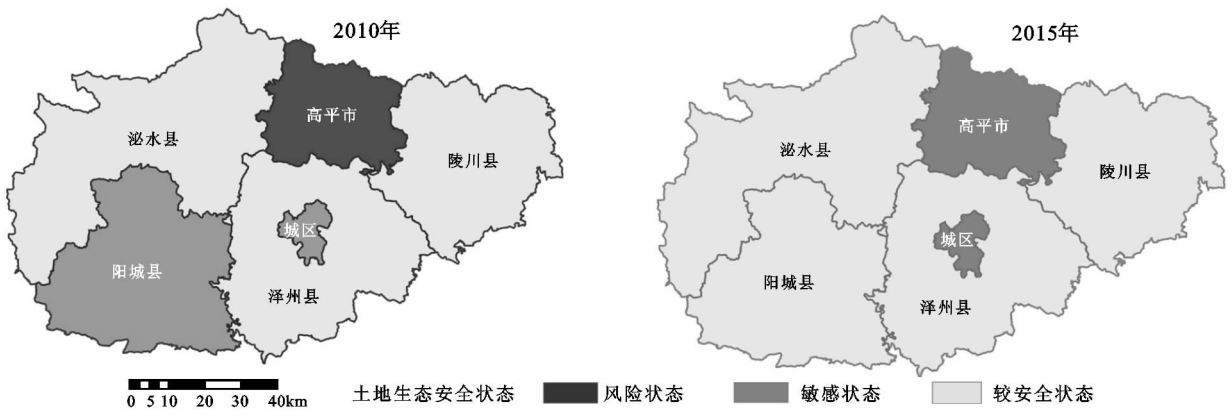 2010年
高平市
泌水县
陵川县
城区
阳城县
泽州县
2015年
高平市
泌水县
陵川县
城区
阳城县
泽州县
0 5 10 20 30 40km
土地生态安全状态 风险状态 敏感状态 较安全状态